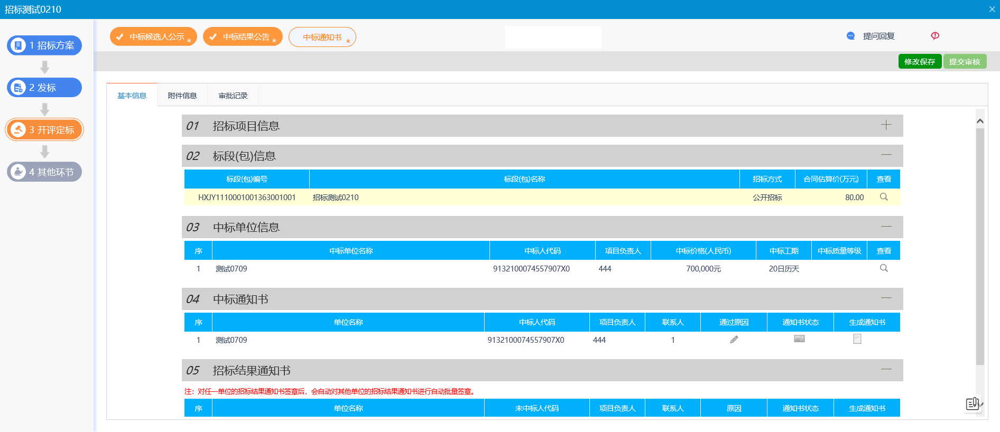 招标测试0210
1 招标方案
2 发标
3 开评定标
4 其他环节
中标候选人公示 *
中标结果公告 *
中标通知书 *
提问回复
修改保存
提交审核
基本信息
附件信息
审批记录
01 招标项目信息
02 标段(包)信息
标段(包)编号 标段(包)名称 招标方式 合同估算价(万元) 查看
HXJY1110001001363001001 招标测试0210 公开招标 80.00
03 中标单位信息
序 中标单位名称 中标人代码 项目负责人 中标价格(人民币) 中标工期 中标质量等级 查看
1 测试0709 9132100074557907X0 444 700,000元 20日历天
04 中标通知书
序 单位名称 中标人代码 项目负责人 联系人 通过原因 通知书状态 生成通知书
1 测试0709 9132100074557907X0 444 1
05 招标结果通知书
注：对任一单位的招标结果通知书签章后，会自动对其他单位的招标结果通知书进行自动批量签章。
序 单位名称 未中标人代码 项目负责人 联系人 原因 通知书状态 生成通知书